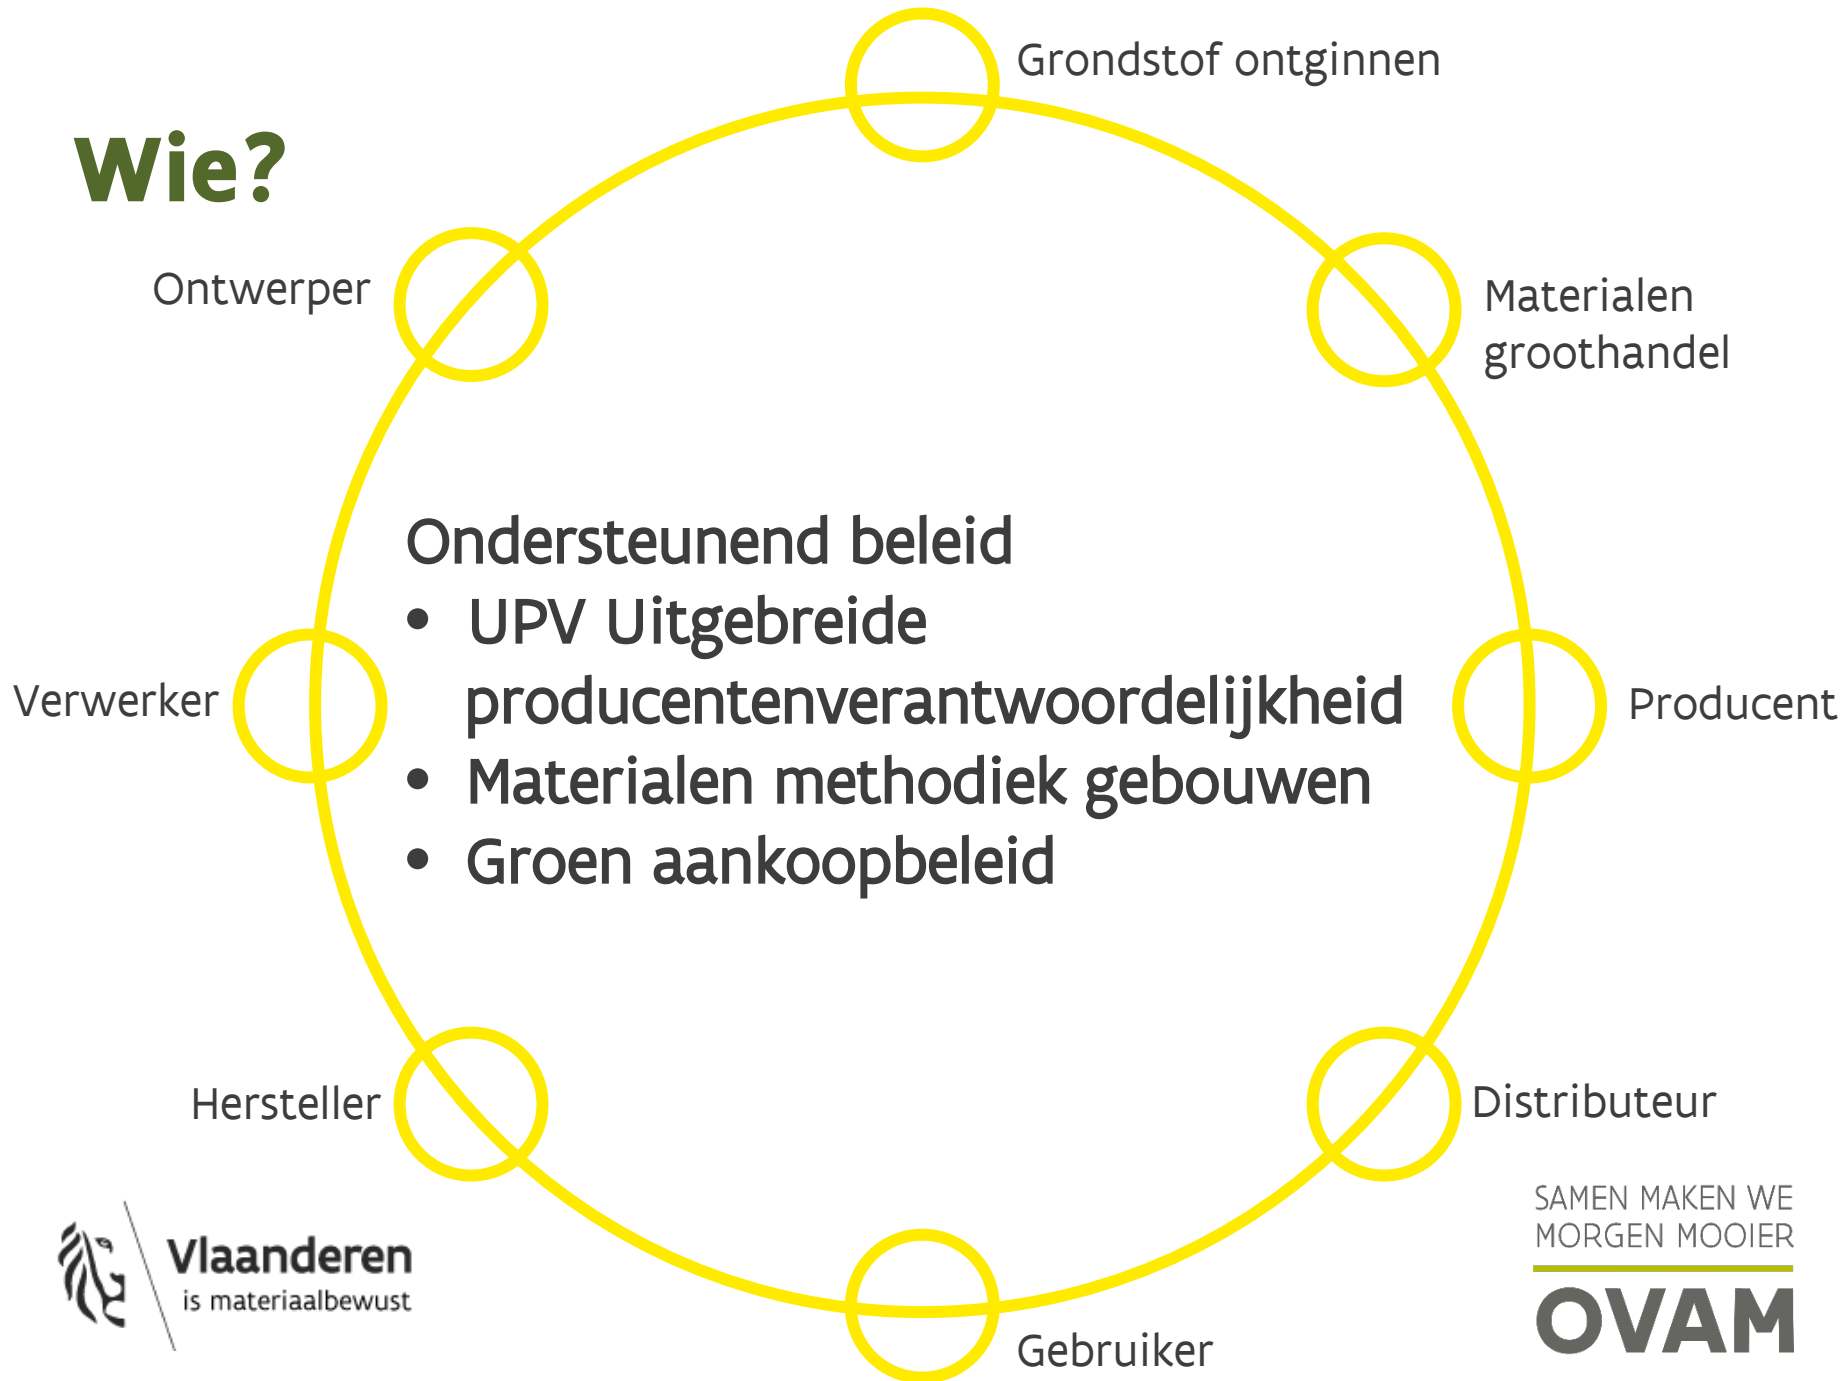 Wie?
Grondstof ontginnen
Ontwerper
Materialen
groothandel
Ondersteunend beleid
• UPV Uitgebreide
producentenverantwoordelijkheid
• Materialen methodiek gebouwen
• Groen aankoopbeleid
Verwerker
Producent
Hersteller
Distributeur
Gebruiker
Vlaanderen
is materiaalbewust
SAMEN MAKEN WE
MORGEN MOOIER
OVAM